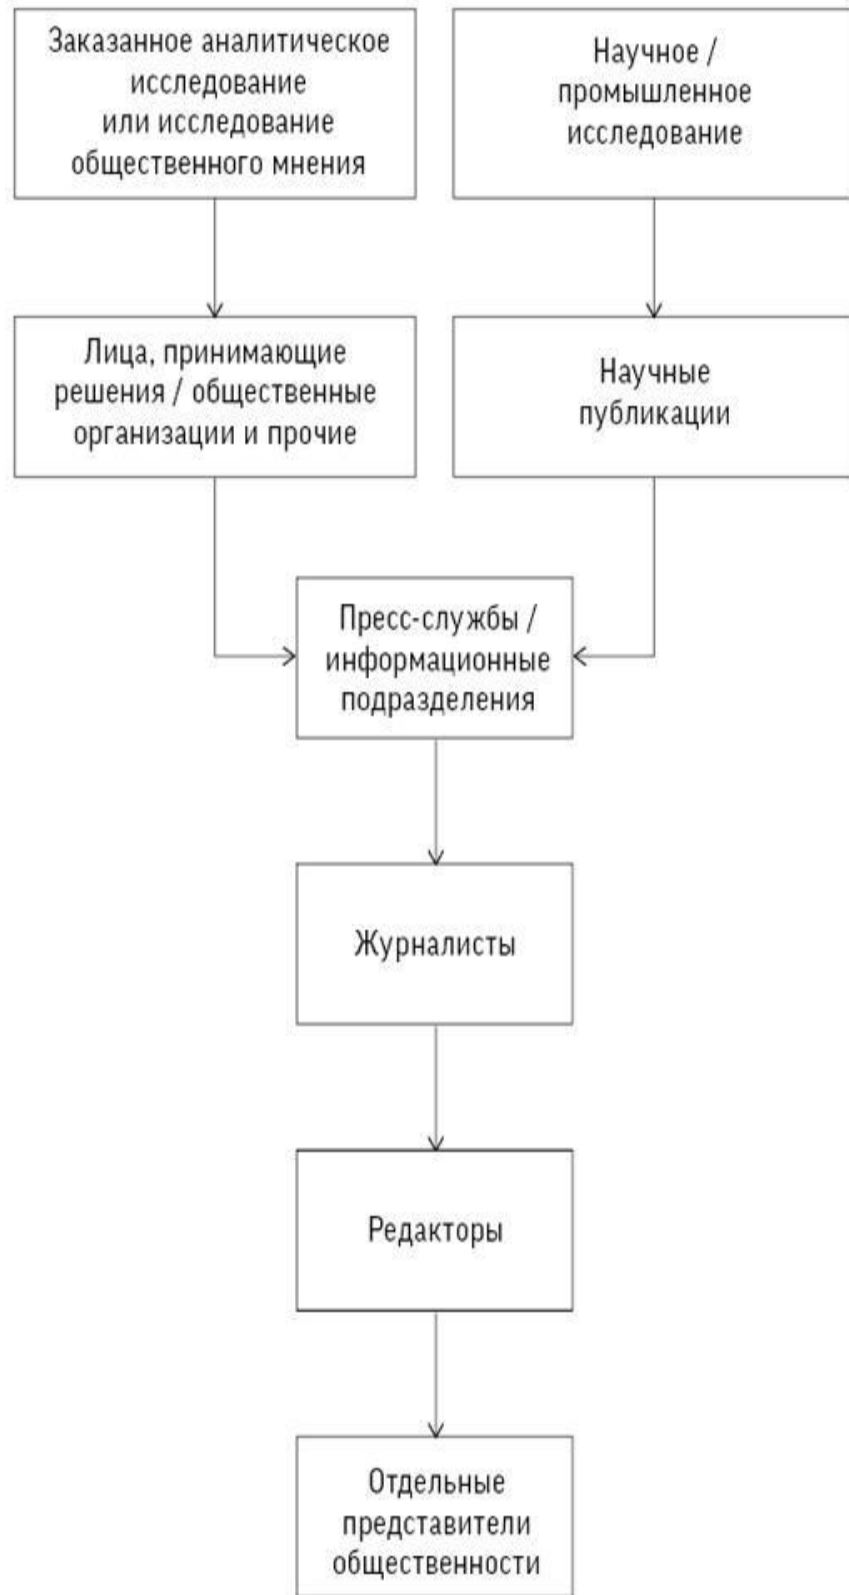 Заказанное аналитическое
исследование
или исследование
общественного мнения
Научное /
промышленное
исследование
Лица, принимающие
решения / общественные
организации и прочие
Научные
публикации
Пресс-службы /
информационные
подразделения
Журналисты
Редакторы
Отдельные
представители
общественности